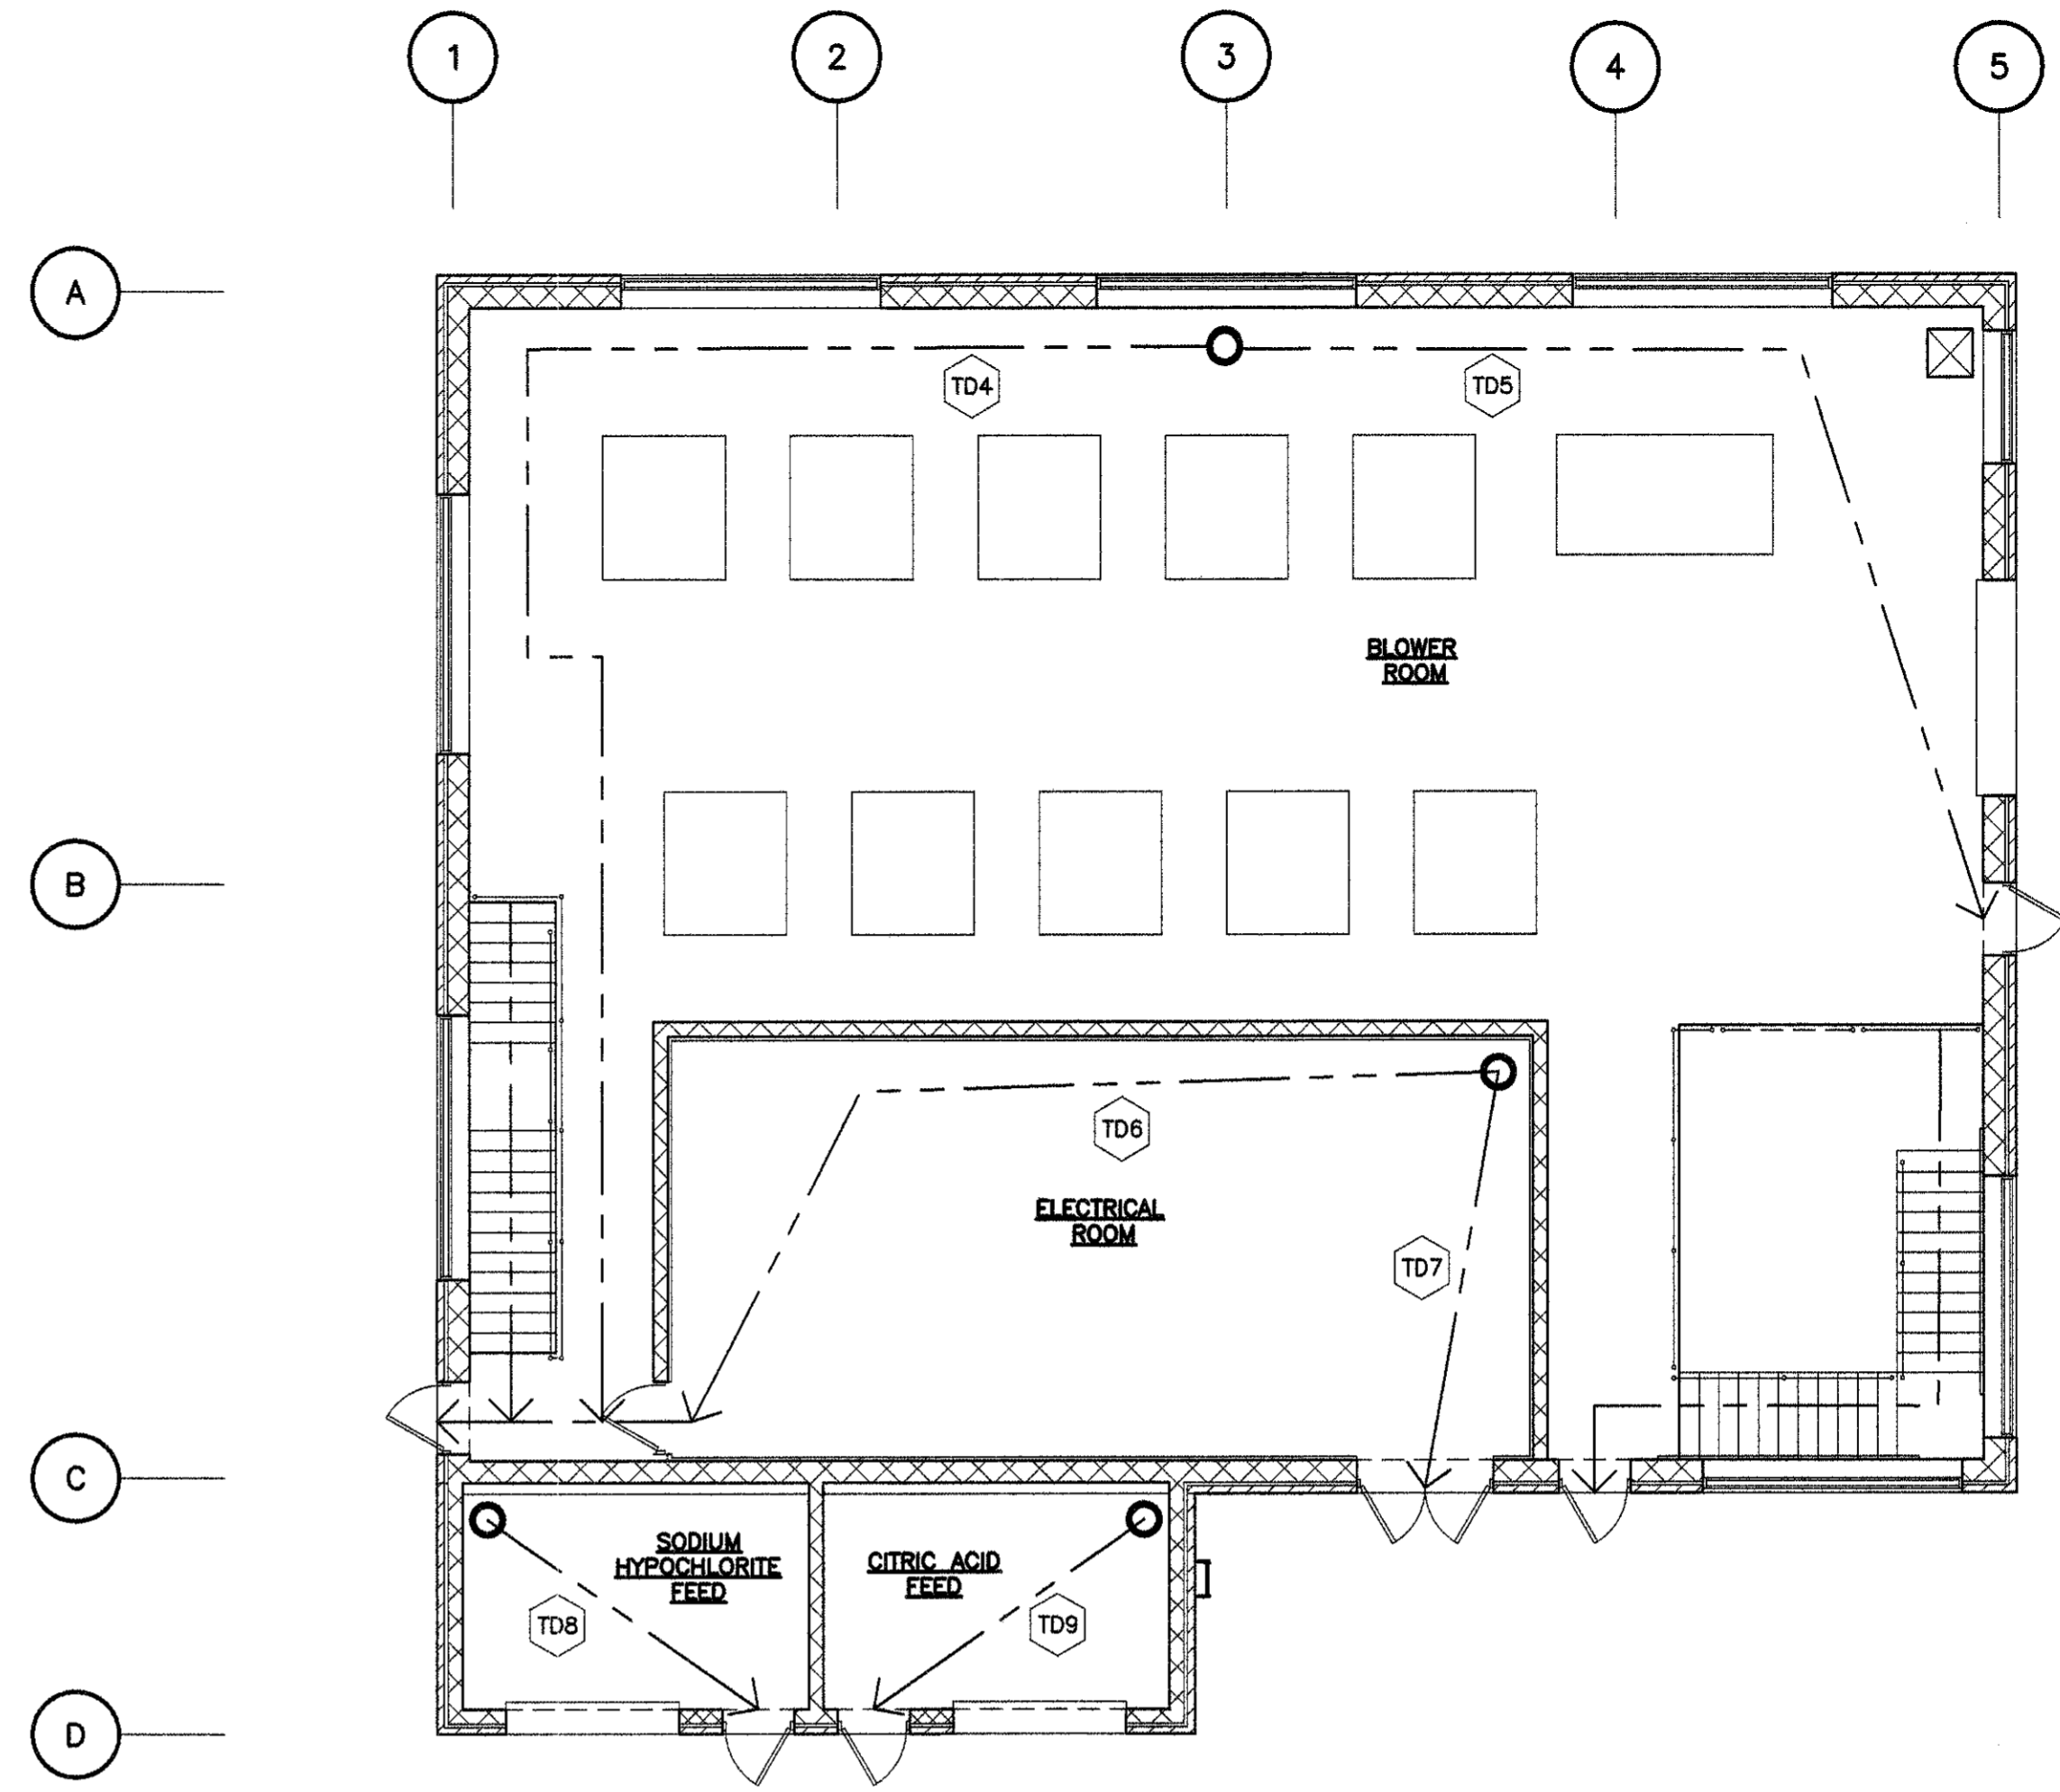 1
2
3
4
5
A
TD4
TD5
BLOWER
ROOM
B
TD6
ELECTRICAL
ROOM
TD7
C
SODIUM
HYPOCHLORITE
FEED
CITRIC ACID
FEED
TD8
TD9
D